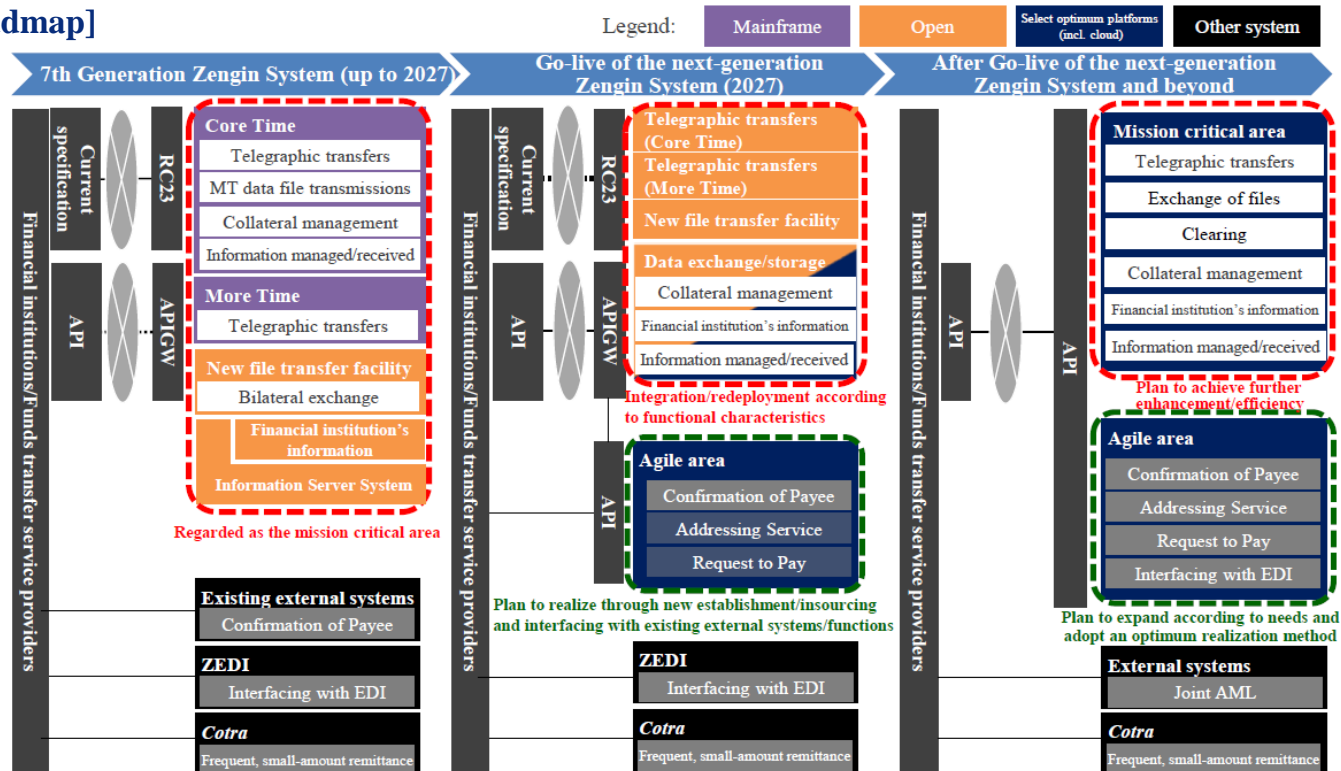 dmap]
Legend:
Mainframe
Open
Select optimum platforms
(incl. cloud)
Other system
7th Generation Zengin System (up to 2027)
Financial institutions/Funds transfer service providers
Current
specification
RC23
API
APIGW
Core Time
Telegraphic transfers
MT data file transmissions
Collateral management
Information managed/received
More Time
Telegraphic transfers
New file transfer facility
Bilateral exchange
Financial institution's
information
Information Server System
Regarded as the mission critical area
Existing external systems
Confirmation of Payee
ZEDI
Interfacing with EDI
Cotra
Frequent, small-amount remittance
Go-live of the next-generation
Zengin System (2027)
Financial institutions/Funds transfer service providers
Current
specification
RC23
API
APIGW
Telegraphic transfers
(Core Time)
Telegraphic transfers
(More Time)
New file transfer facility
Data exchange/storage
Collateral management
Financial institution's information
Information managed/received
Integration/redeployment according
to functional characteristics
API
Agile area
Confirmation of Payee
Addressing Service
Request to Pay
Plan to realize through new establishment/insourcing
and interfacing with existing external systems/functions
ZEDI
Interfacing with EDI
Cotra
Frequent, small-amount remittance
After Go-live of the next-generation
Zengin System and beyond
Financial institutions/Funds transfer service providers
API
API
Mission critical area
Telegraphic transfers
Exchange of files
Clearing
Collateral management
Financial institution's information
Information managed/received
Plan to achieve further
enhancement/efficiency
Agile area
Confirmation of Payee
Addressing Service
Request to Pay
Interfacing with EDI
Plan to expand according to needs and
adopt an optimum realization method
External systems
Joint AML
Cotra
Frequent, small-amount remittance